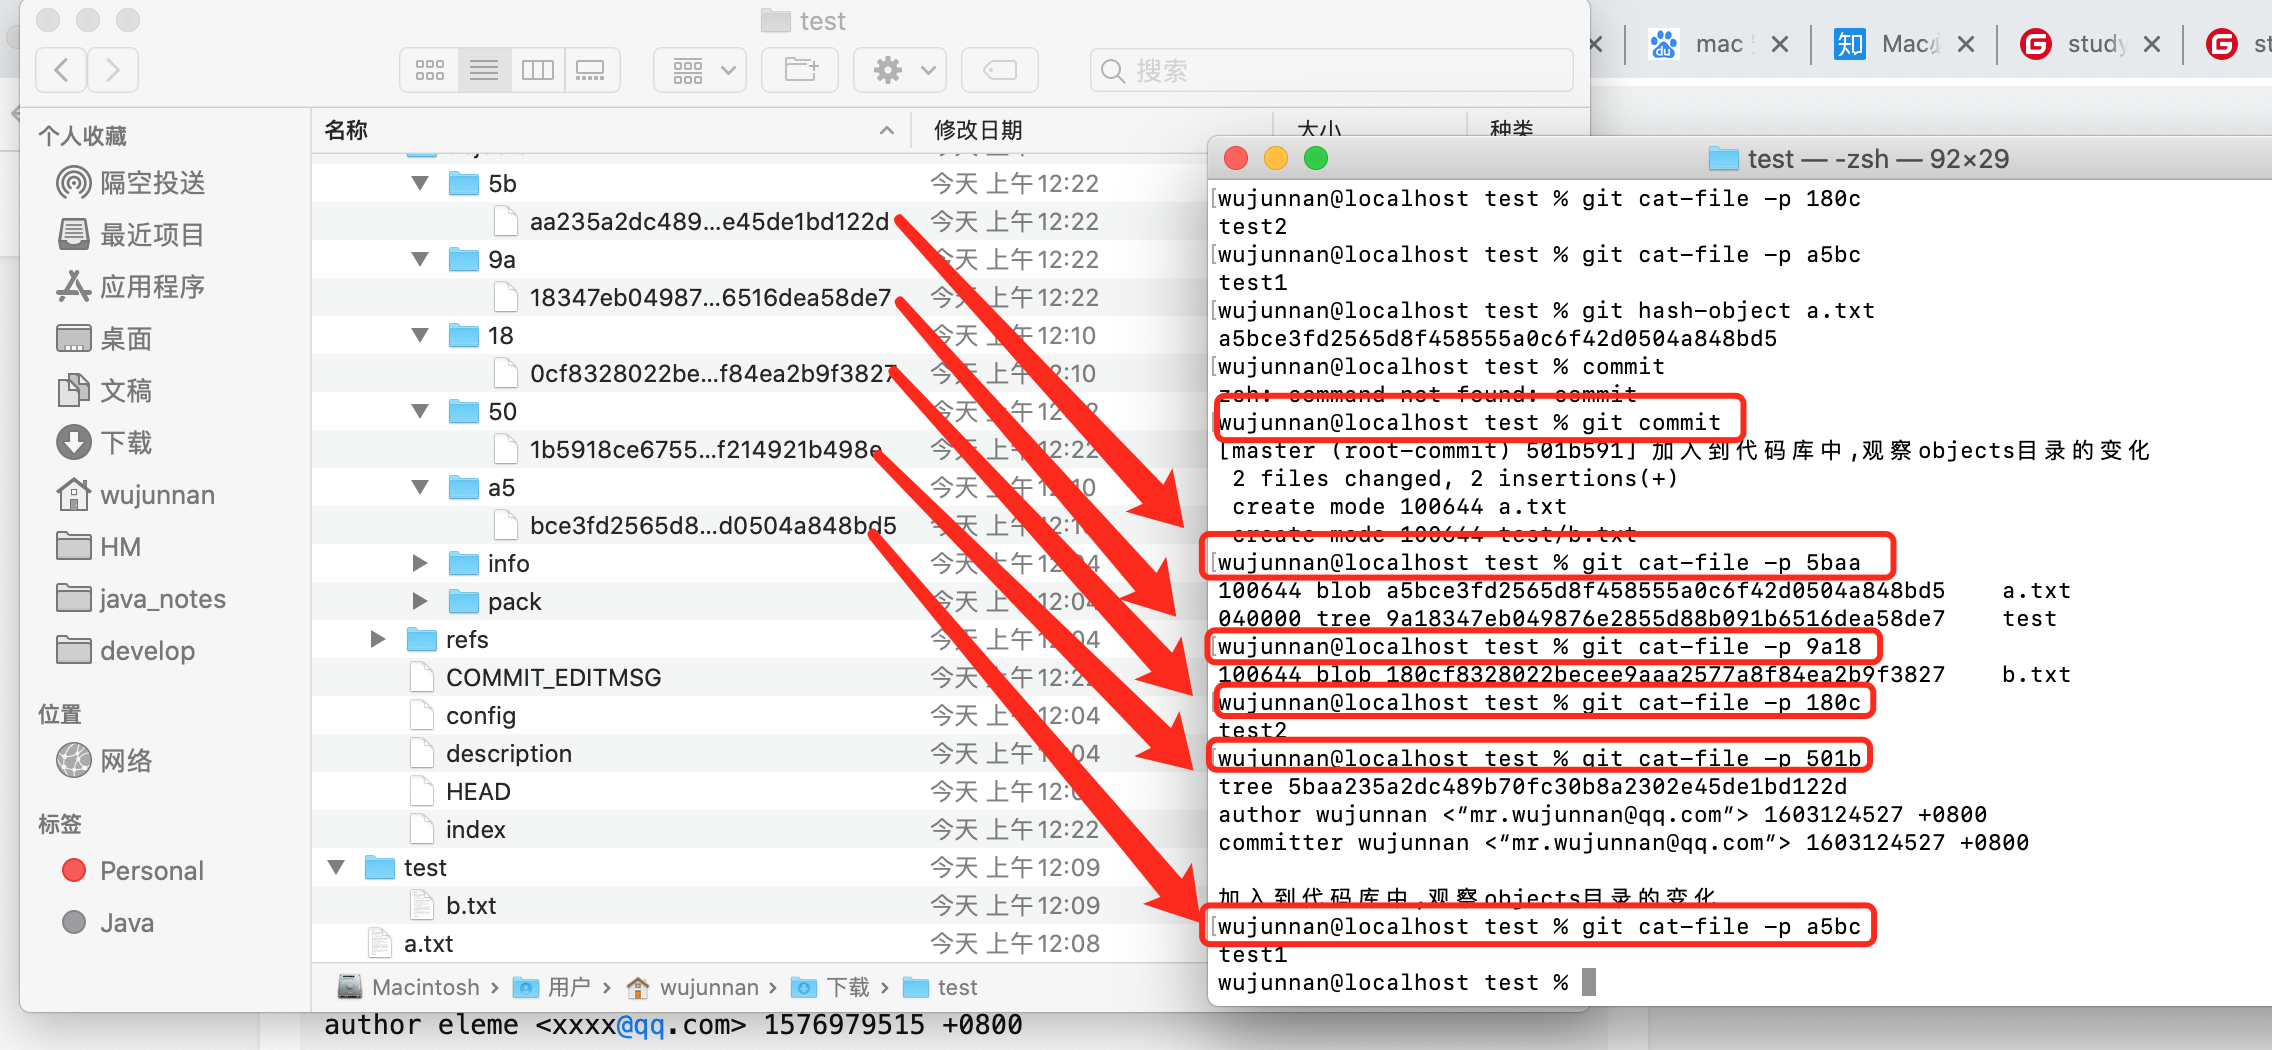 test
搜索
mac
知 Mac
study
st
个人收藏
隔空投送
最近项目
应用程序
桌面
文稿
下载
wujunnan
HM
java_notes
develop
位置
网络
标签
Personal
Java
名称 修改日期 大小 种类
5b 今天 上午12:22
aa235a2dc489...e45de1bd122d 今天 上午12:22
9a 今天 上午12:22
18347eb04987...6516dea58de7 今天 上午12:22
18 今天 上午12:10
0cf8328022be...f84ea2b9f3827 今天 上午12:10
50 今天
1b5918ce6755...f214921b498e 今天 上午12:22
a5 今天 上午12:10
bce3fd2565d8...d0504a848bd5 今天 上午
info 今天 上午
pack 今天 上午12:04
refs 今天 上午12:04
COMMIT_EDITMSG 今天 上午12:22
config 今天 上午12:04
description 今天 上午12:04
HEAD 今天 上午
index 今天 上午12:22
test 今天 上午12:09
b.txt 今天 上午12:09
a.txt 今天 上午12:08
Macintosh › 用户 › wujunnan › 下载 › test
author eleme <xxxx@qq.com> 1576979515 +0800
test — -zsh — 92×29
[wujunnan@localhost test % git cat-file -p 180c
test2
[wujunnan@localhost test % git cat-file -p a5bc
test1
[wujunnan@localhost test % git hash-object a.txt
a5bce3fd2565d8f458555a0c6f42d0504a848bd5
[wujunnan@localhost test % commit
zsh: command not found: commit
[wujunnan@localhost test % git commit
[master (root-commit) 501b591] 加入到代码库中,观察objects目录的变化
2 files changed, 2 insertions(+)
create mode 100644 a.txt
create mode 100644 test/b.txt
[wujunnan@localhost test % git cat-file -p 5baa
100644 blob a5bce3fd2565d8f458555a0c6f42d0504a848bd5 a.txt
040000 tree 9a18347eb049876e2855d88b091b6516dea58de7 test
[wujunnan@localhost test % git cat-file -p 9a18
100644 blob 180cf8328022becee9aaa2577a8f84ea2b9f3827 b.txt
[wujunnan@localhost test % git cat-file -p 180c
test2
[wujunnan@localhost test % git cat-file -p 501b
tree 5baa235a2dc489b70fc30b8a2302e45de1bd122d
author wujunnan <“mr.wujunnan@qq.com”> 1603124527 +0800
committer wujunnan <“mr.wujunnan@qq.com”> 1603124527 +0800
加入到代码库中,观察objects目录的变化
[wujunnan@localhost test % git cat-file -p a5bc
test1
wujunnan@localhost test %